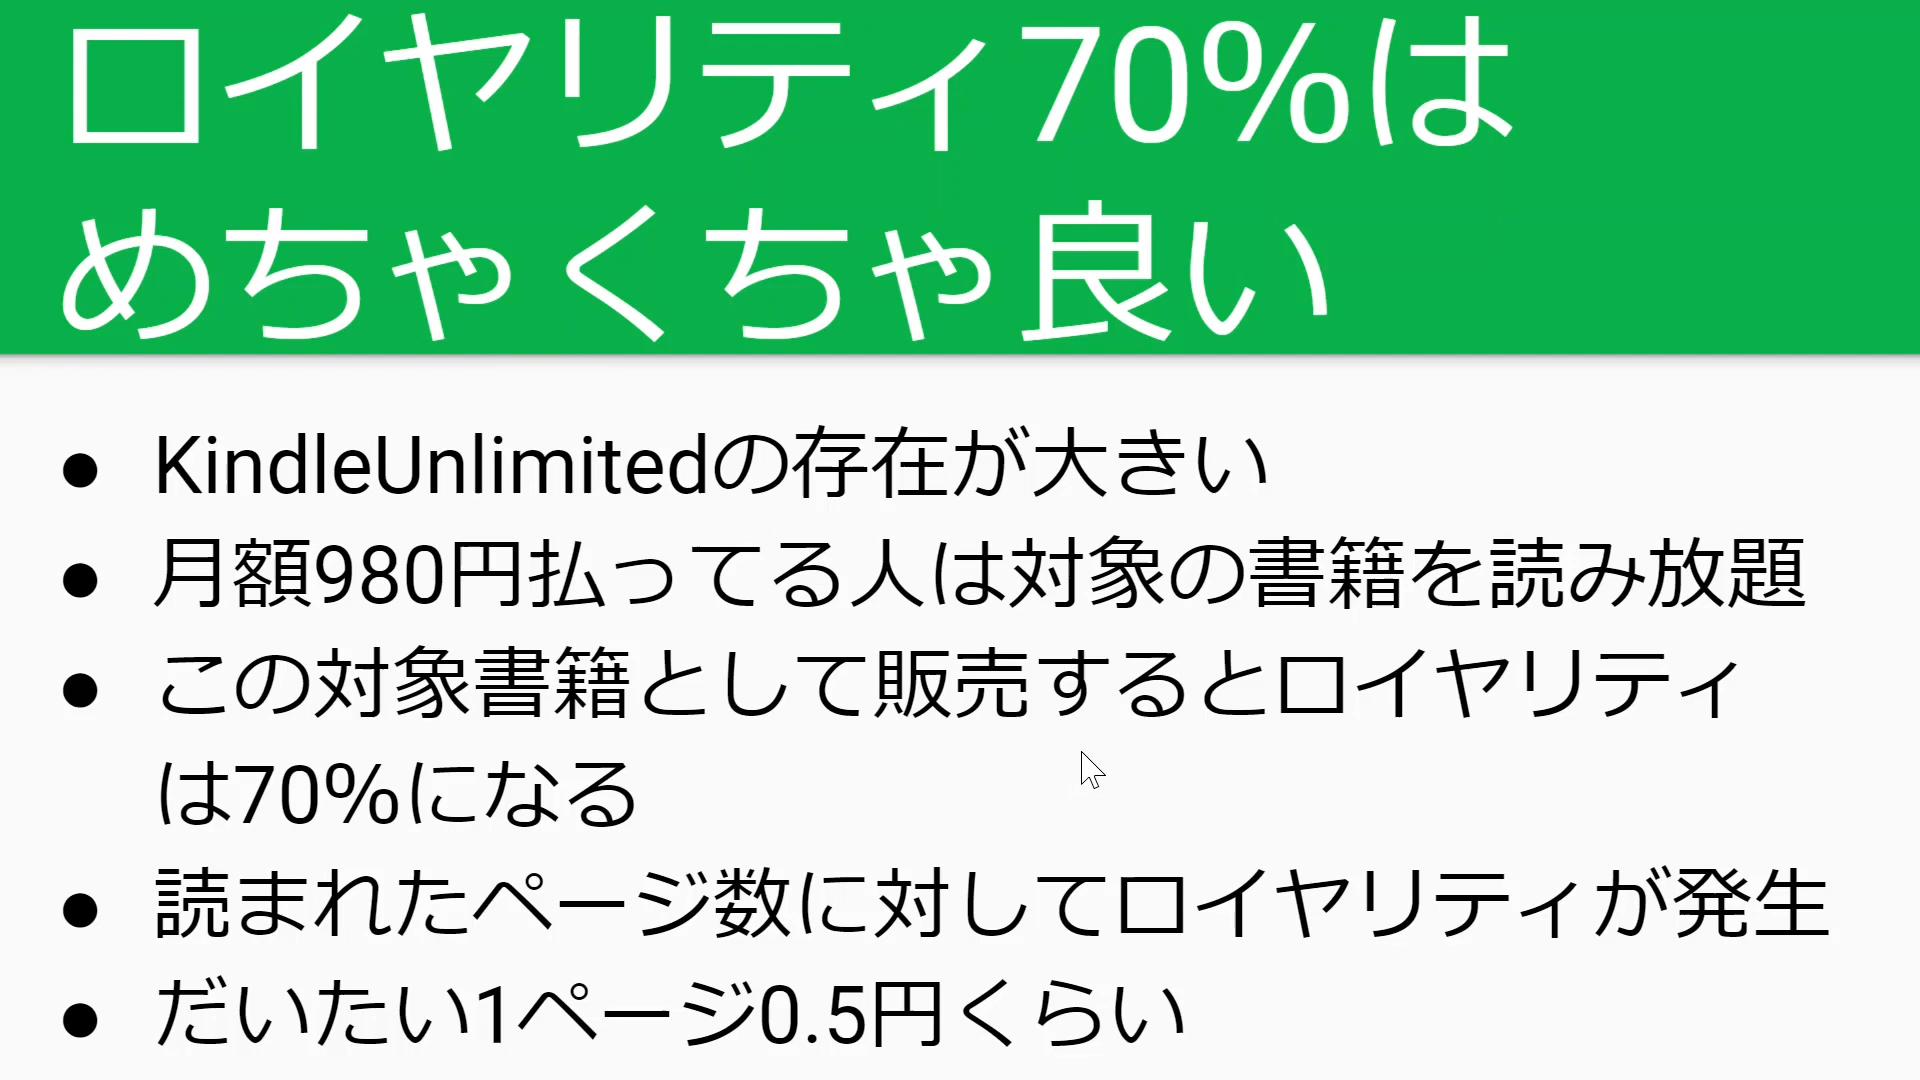 ロイヤリティ70%は
めちゃくちゃ良い
● KindleUnlimitedの存在が大きい
● 月額980円払ってる人は対象の書籍を読み放題
● この対象書籍として販売するとロイヤリティ
は70%になる
● 読まれたページ数に対してロイヤリティが発生
● だいたい1ページ0.5円くらい